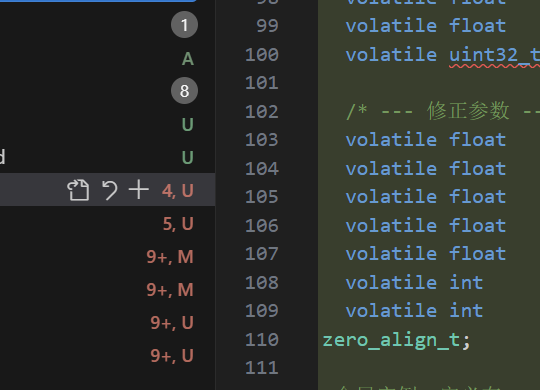 1
A
8
U
d U
4, U
5, U
9+, M
9+, M
9+, U
9+, U
99 volatile float
100 volatile uint32_t
101
102 /* --- 修正参数 --
103 volatile float
104 volatile float
105 volatile float
106 volatile float
107 volatile float
108 volatile int
109 volatile int
110 zero_align_t;
111